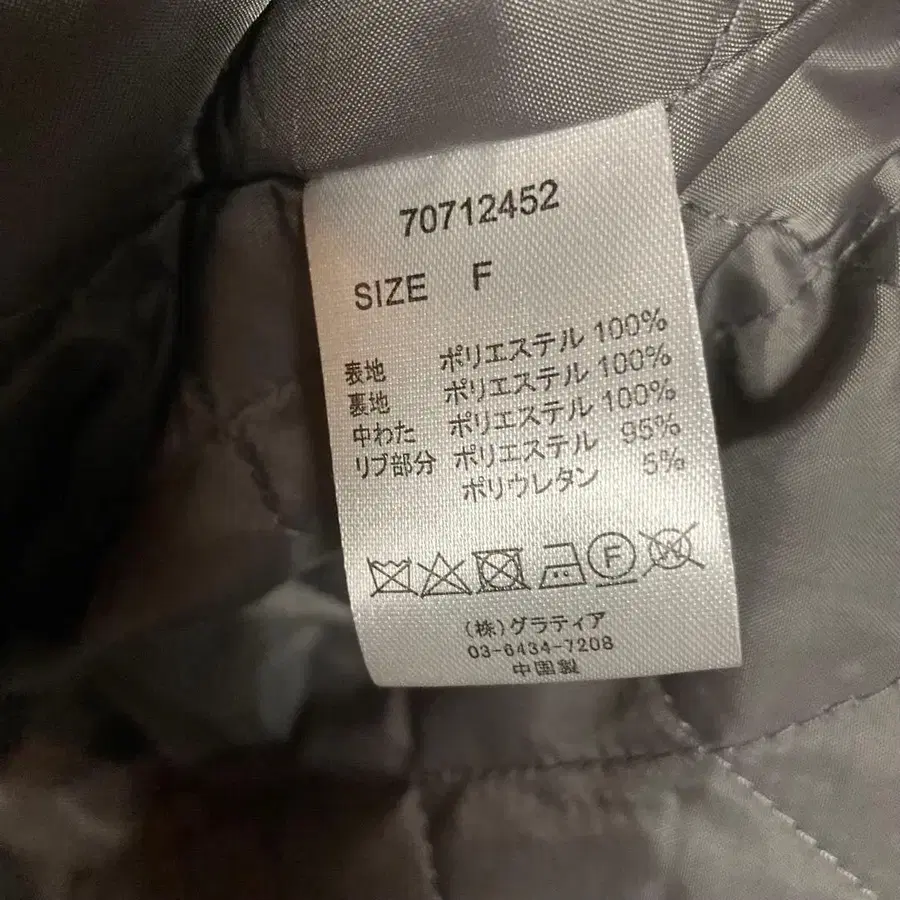 70712452
SIZE F
表地 ポリエステル 100%
裏地 ポリエステル 100%
中わた ポリエステル 100%
リブ部分 ポリエステル 95%
ポリウレタン 5%
F W
(株)グラティア
03-6434-7208
中国製